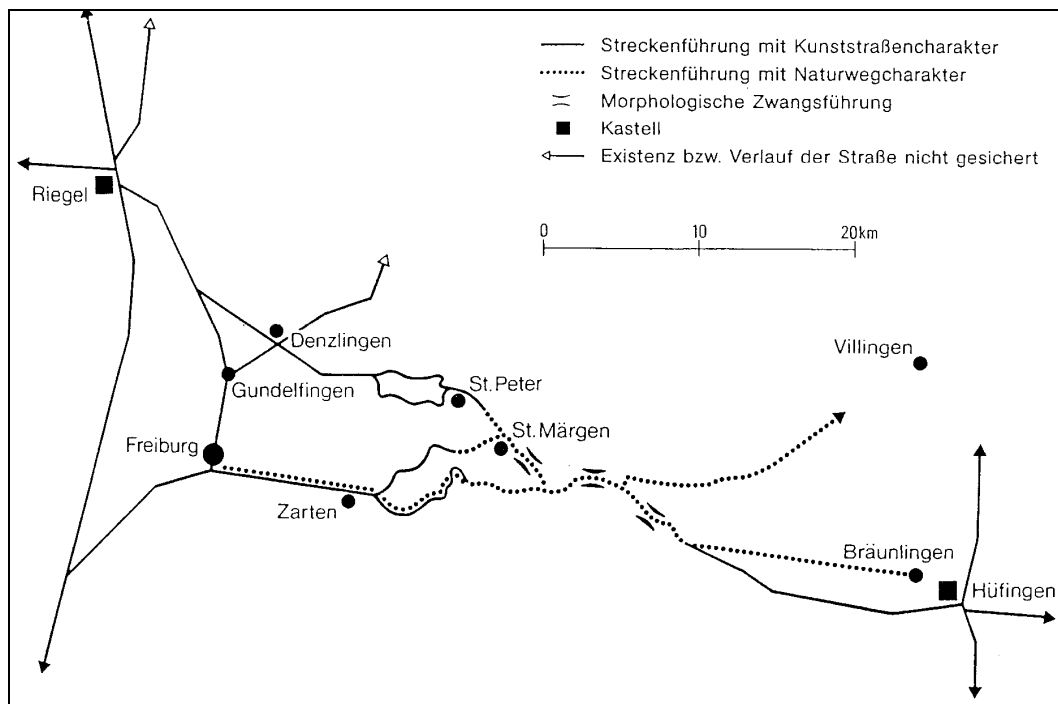 Streckenführung mit Kunststraßencharakter
Streckenführung mit Naturwegcharakter
Morphologische Zwangsführung
Kastell
Existenz bzw. Verlauf der Straße nicht gesichert
Riegel
0 10 20km
Denzlingen
Villingen
Gundelfingen
St. Peter
Freiburg
St. Märgen
Zarten
Bräunlingen
Hüfingen